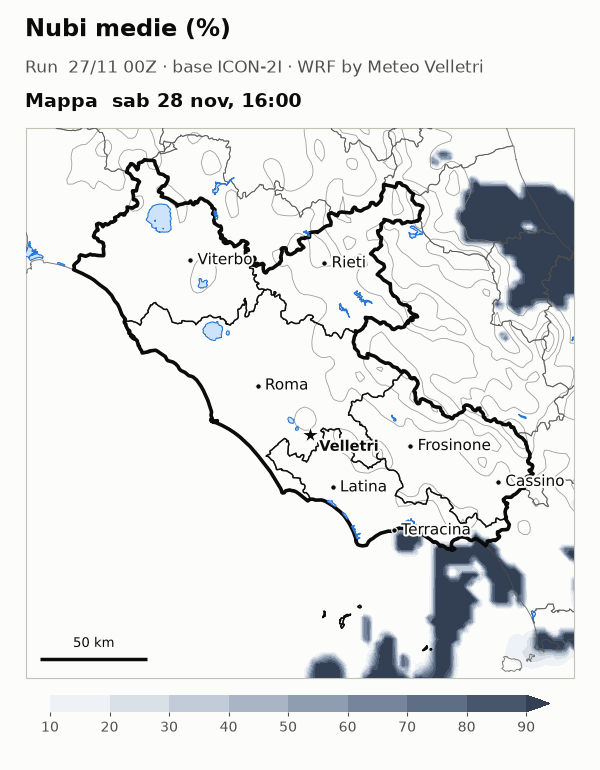 Nubi medie (%)
Run  27/11 00Z · base ICON-2I · WRF by Meteo Velletri
Mappa  sab 28 nov, 16:00
Viterbo
Rieti
Roma
Velletri
Frosinone
Latina
Cassino
Terracina
50 km
10 20 30 40 50 60 70 80 90